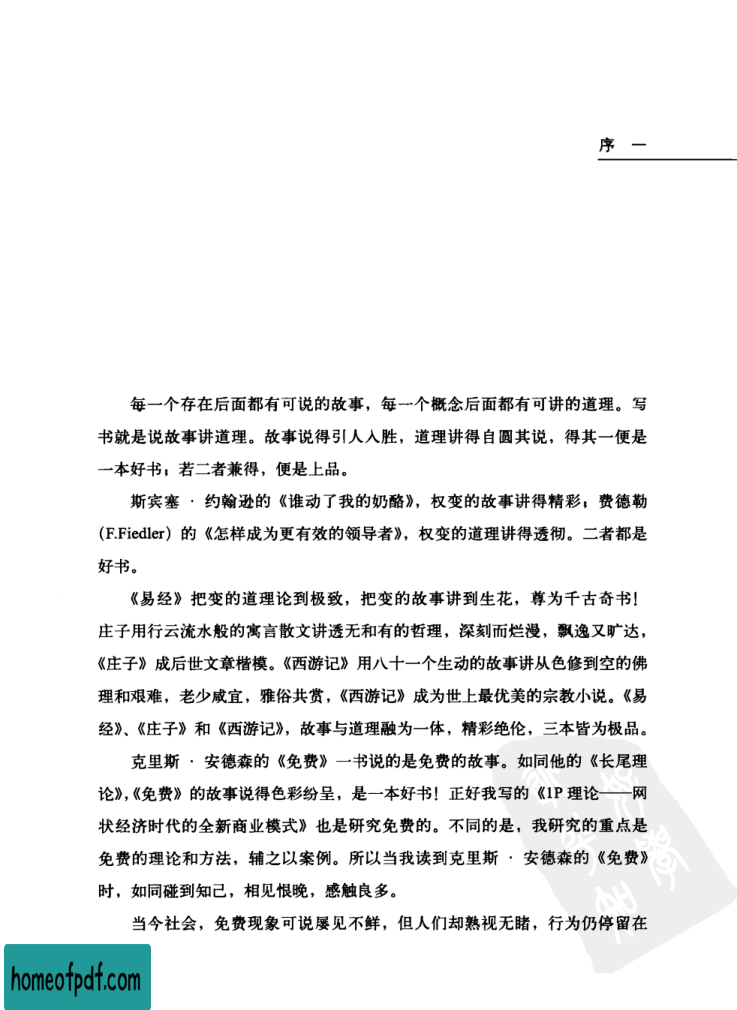 序 一
每一个存在后面都有可说的故事，每一个概念后面都有可讲的道理。写
书就是说故事讲道理。故事说得引人入胜，道理讲得自圆其说，得其一便是
一本好书；若二者兼得，便是上品。
斯宾塞 · 约翰逊的《谁动了我的奶酪》，权变的故事讲得精彩；费德勒
(F.Fiedler) 的《怎样成为更有效的领导者》，权变的道理讲得透彻。二者都是
好书。
《易经》把变的道理论到极致，把变的故事讲到生花，尊为千古奇书！
庄子用行云流水般的寓言散文讲透无和有的哲理，深刻而烂漫，飘逸又旷达，
《庄子》成后世文章楷模。《西游记》用八十一个生动的故事讲从色修到空的佛
理和艰难，老少咸宜，雅俗共赏，《西游记》成为世上最优美的宗教小说。《易
经》、《庄子》和《西游记》，故事与道理融为一体，精彩绝伦，三本皆为极品。
克里斯 · 安德森的《免费》一书说的是免费的故事。如同他的《长尾理
论》，《免费》的故事说得色彩纷呈，是一本好书！正好我写的《1P 理论——网
状经济时代的全新商业模式》也是研究免费的。不同的是，我研究的重点是
免费的理论和方法，辅之以案例。所以当我读到克里斯 · 安德森的《免费》
时，如同碰到知己，相见恨晚，感触良多。
当今社会，免费现象可说屡见不鲜，但人们却熟视无睹，行为仍停留在
homeofpdf.com